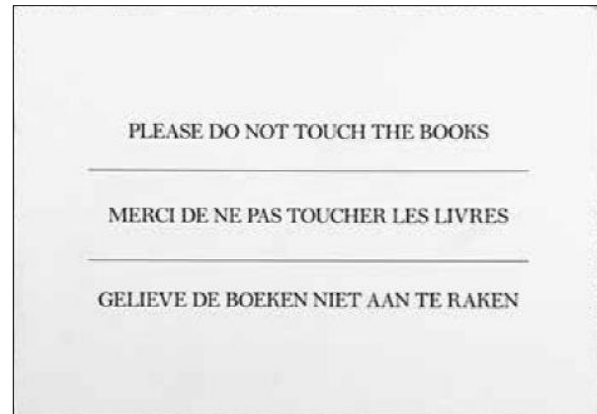 PLEASE DO NOT TOUCH THE BOOKS
MERCI DE NE PAS TOUCHER LES LIVRES
GELIEVE DE BOEKEN NIET AAN TE RAKEN